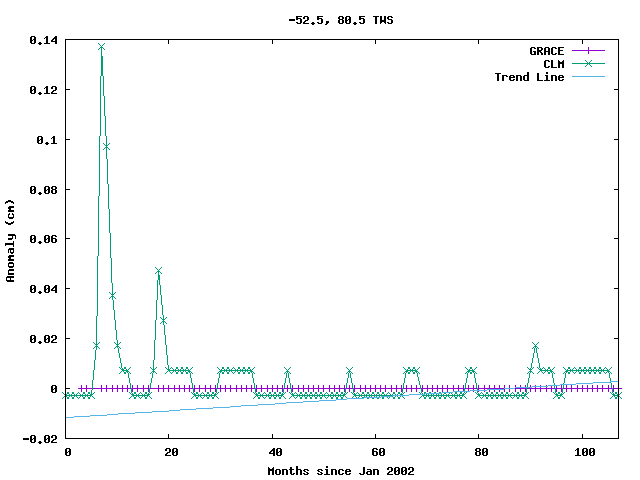 -52.5, 80.5 TWS
GRACE
CLM
Trend Line
0.14
0.12
0.1
0.08
0.06
0.04
0.02
0
-0.02
Anomaly (cm)
0 20 40 60 80 100
Months since Jan 2002